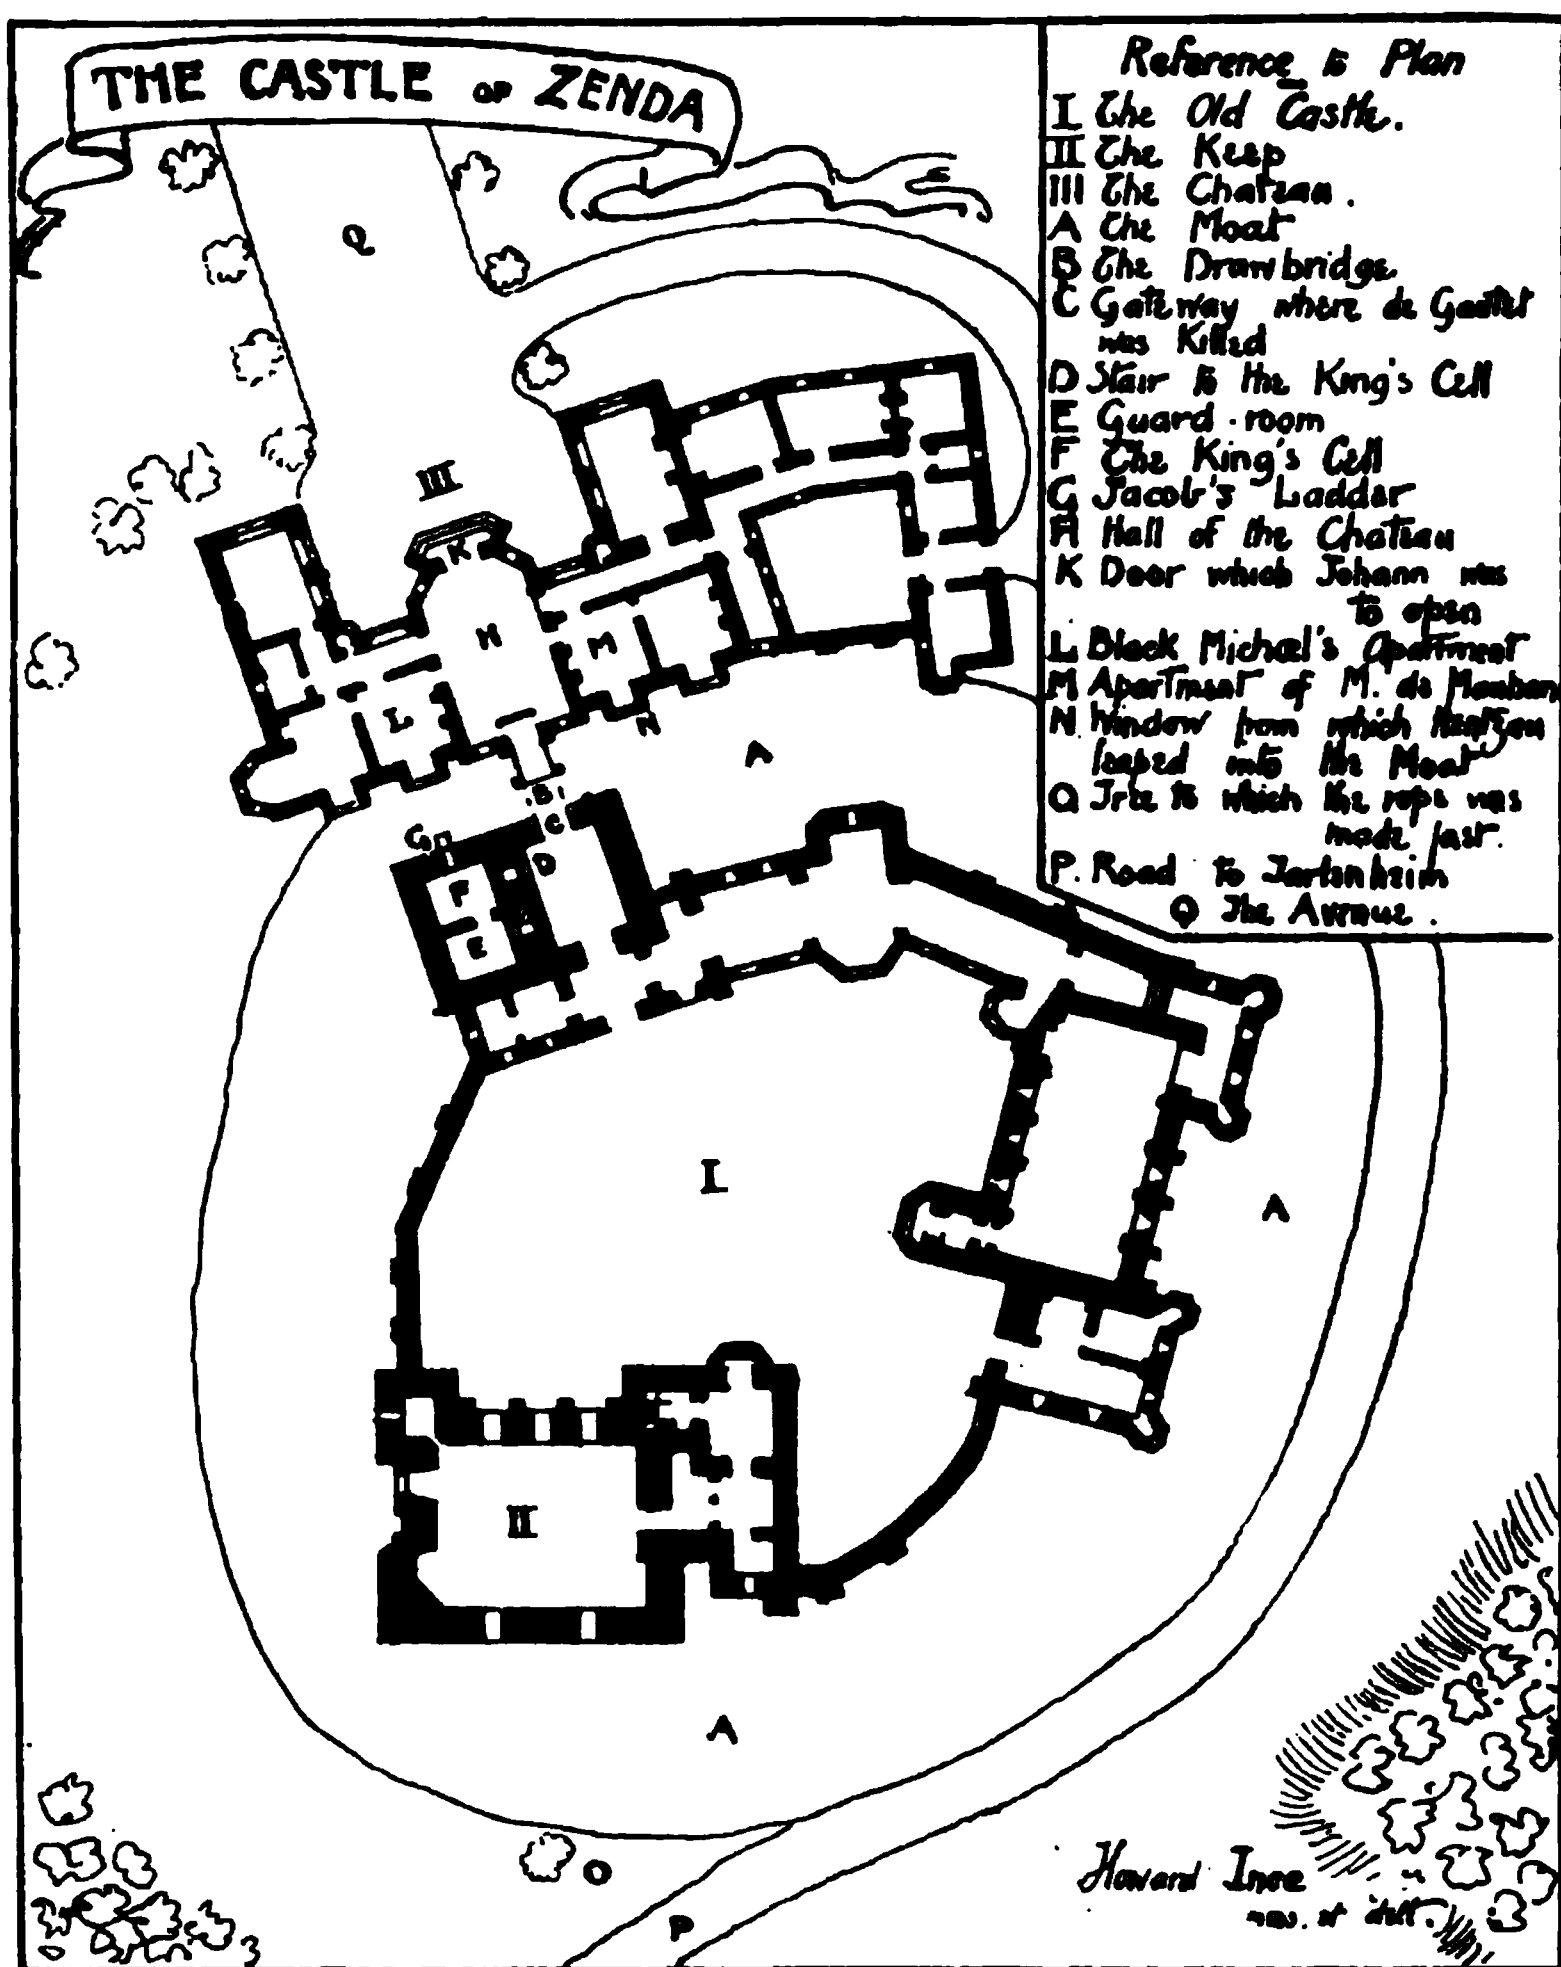 THE CASTLE OF ZENDA
Reference to Plan
I The Old Castle.
II The Keep
III The Chateau.
A The Moat
B The Drawbridge.
C Gateway where de Gautet
was Killed
D Stair to the King's Cell
E Guard-room
F The King's Cell
G Jacob's Ladder
H Hall of the Chateau
K Door which Johann was
to open
L Black Michael's Apartment
M Apartment of M. de Mauban
N Window from which Hentzau
leaped into the Moat
O Tree to which the rope was
made fast.
P. Road to Tarlenheim
Q The Avenue.
Q
III
K
H
M
L
N
A
B
C
G
D
F
E
I
A
II
A
O
P
Howard Ince
et delt.